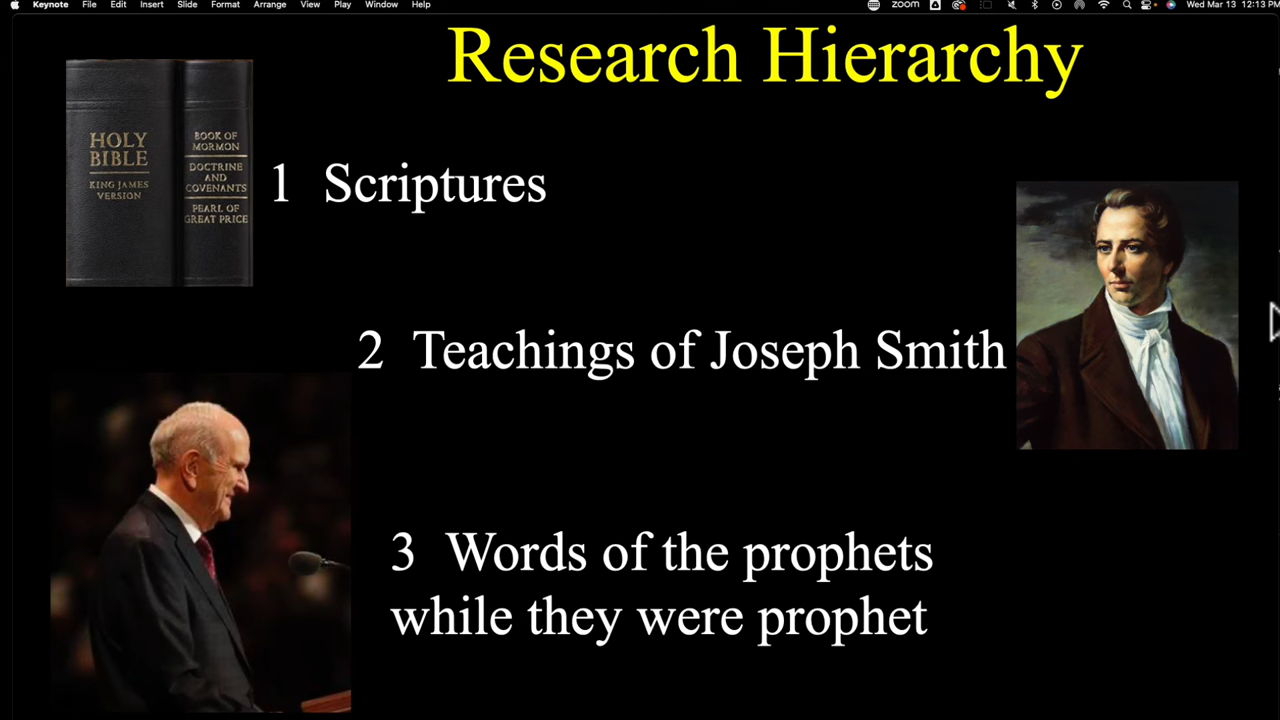 Keynote File Edit Insert Slide Format Arrange View Play Window Help zoom Wed Mar 13 12:13 PM
Research Hierarchy
HOLY
BIBLE
KING JAMES
VERSION
BOOK OF
MORMON
DOCTRINE
AND
COVENANTS
PEARL OF
GREAT PRICE
1 Scriptures
2 Teachings of Joseph Smith
3 Words of the prophets
while they were prophet